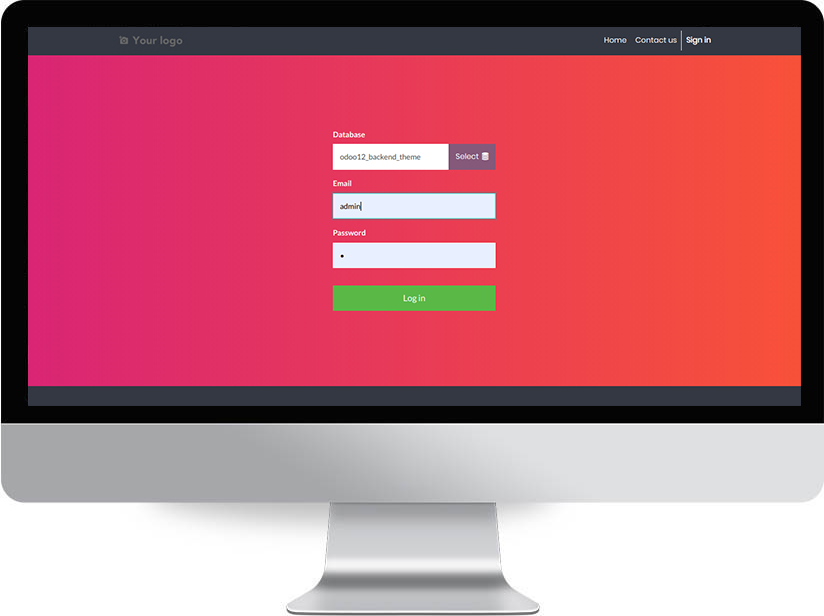 Your logo
Home Contact us Sign in
Database
odoo12_backend_theme Select
Email
admin
Password
Log in